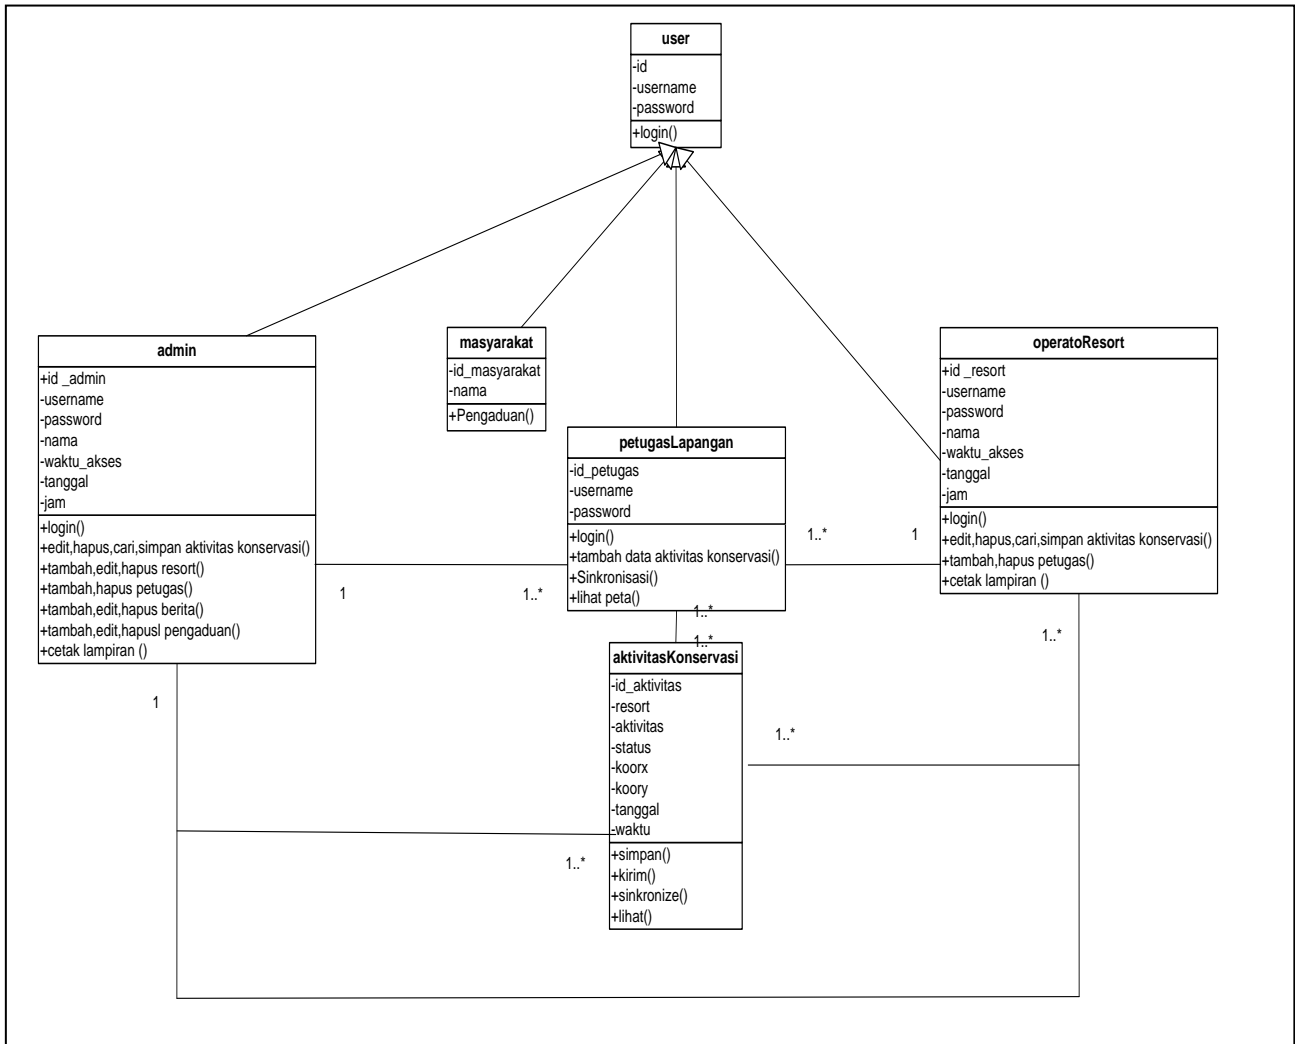 user
-id
-username
-password
+login()
admin
+id _admin
-username
-password
-nama
-waktu_akses
-tanggal
-jam
+login()
+edit,hapus,cari,simpan aktivitas konservasi()
+tambah,edit,hapus resort()
+tambah,hapus petugas()
+tambah,edit,hapus berita()
+tambah,edit,hapusl pengaduan()
+cetak lampiran ()
masyarakat
-id_masyarakat
-nama
+Pengaduan()
petugasLapangan
-id_petugas
-username
-password
+login()
+tambah data aktivitas konservasi()
+Sinkronisasi()
+lihat peta()
operatoResort
+id _resort
-username
-password
-nama
-waktu_akses
-tanggal
-jam
+login()
+edit,hapus,cari,simpan aktivitas konservasi()
+tambah,hapus petugas()
+cetak lampiran ()
1..*
1
1
1..*
1..*
1..*
1..*
1
aktivitasKonservasi
-id_aktivitas
-resort
-aktivitas
-status
-koorx
-koory
-tanggal
-waktu
+simpan()
+kirim()
+sinkronize()
+lihat()
1..*
1..*